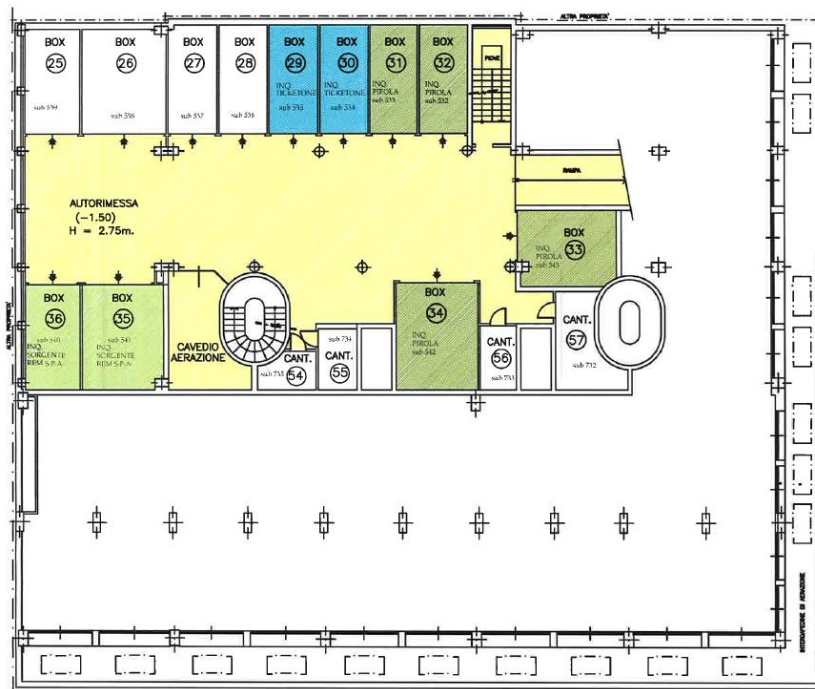 ALTRA PROPRIETA'
BOX
25
sub 539
BOX
26
sub 538
BOX
27
sub 537
BOX
28
sub 536
BOX
29
INQ.
TICKETONE
sub 535
BOX
30
INQ.
TICKETONE
sub 534
BOX
31
INQ.
PIROLA
sub 533
BOX
32
INQ.
PIROLA
sub 532
RAMPA
AUTORIMESSA
(-1.50)
H = 2.75m.
BOX
33
INQ.
PIROLA
sub 543
BOX
36
sub 540
INQ.
SORGENTE
REM S.P.A.
BOX
35
sub 541
INQ.
SORGENTE
REM S.P.A.
CAVEDIO
AERAZIONE
BOX
34
INQ.
PIROLA
sub 542
sub 735
CANT.
54
sub 734
CANT.
55
CANT.
56
sub 733
CANT.
57
sub 732
ALTRA PROPRIETA'
INTERCAPEDINE DI AERAZIONE